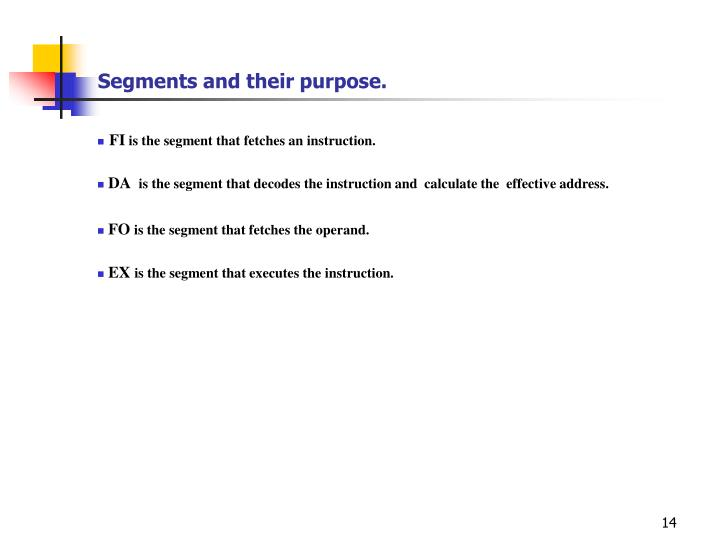 Segments and their purpose.
FI is the segment that fetches an instruction.
DA is the segment that decodes the instruction and calculate the effective address.
FO is the segment that fetches the operand.
EX is the segment that executes the instruction.
14